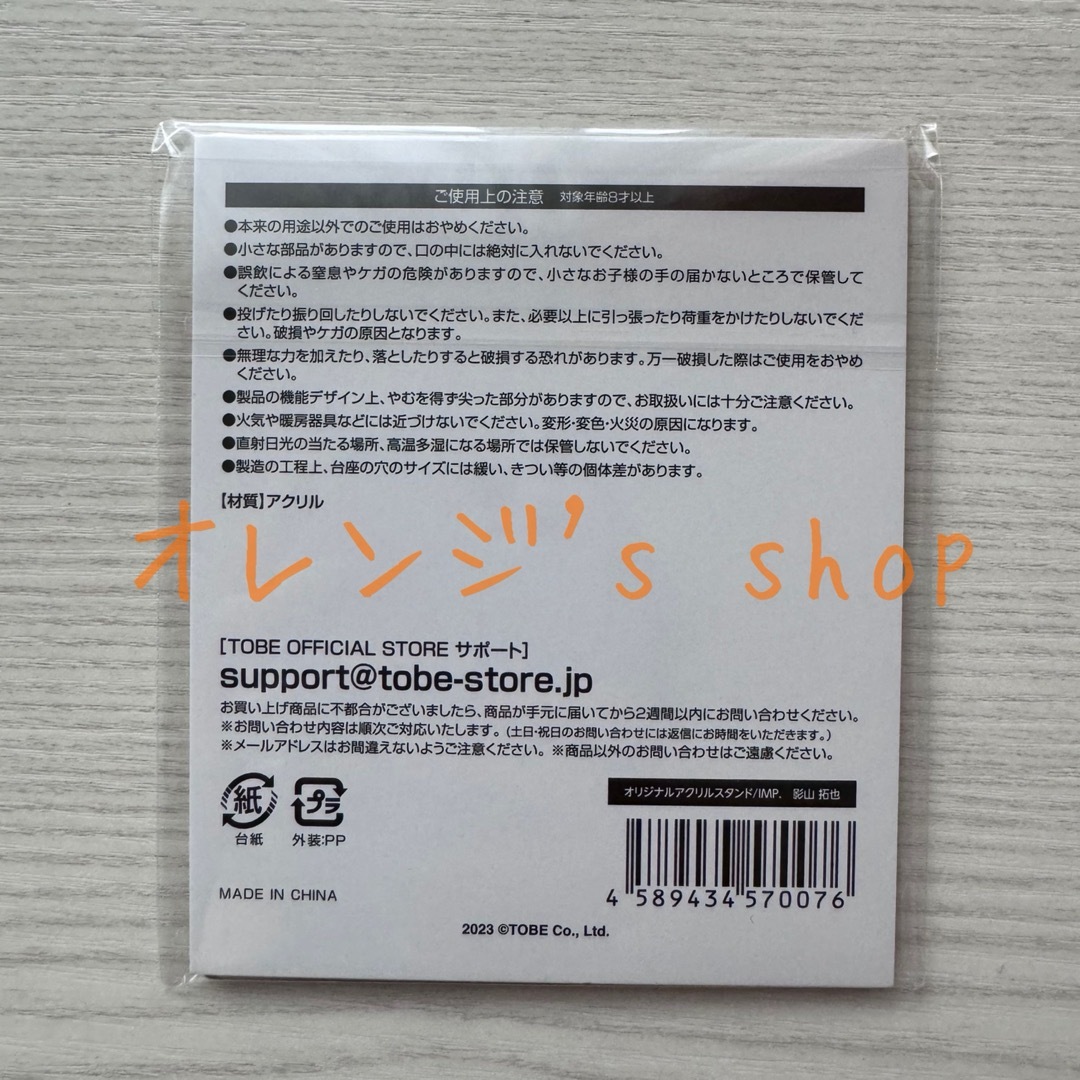 ご使用上の注意 対象年齢8才以上
●本来の用途以外でのご使用はおやめください。
●小さな部品がありますので、口の中には絶対に入れないでください。
●誤飲による窒息やケガの危険がありますので、小さなお子様の手の届かないところで保管して
ください。
●投げたり振り回したりしないでください。また、必要以上に引っ張ったり荷重をかけたりしないでくだ
さい。破損やケガの原因となります。
●無理な力を加えたり、落としたりすると破損する恐れがあります。万一破損した際はご使用をおやめ
ください。
●製品の機能デザイン上、やむを得ず尖った部分がありますので、お取扱いには十分ご注意ください。
●火気や暖房器具などには近づけないでください。変形・変色・火災の原因になります。
●直射日光の当たる場所、高温多湿になる場所では保管しないでください。
●製造の工程上、台座の穴のサイズには緩い、きつい等の個体差があります。
【材質】アクリル
オレンジ's shop
[TOBE OFFICIAL STORE サポート]
support@tobe-store.jp
お買い上げ商品に不都合がございましたら、商品が手元に届いてから2週間以内にお問い合わせください。
※お問い合わせ内容は順次ご対応いたします。(土日・祝日のお問い合わせには返信にお時間をいただきます。)
※メールアドレスはお間違えないようご注意ください。 ※商品以外のお問い合わせはご遠慮ください。
紙 プラ
台紙 外装:PP
オリジナルアクリルスタンド/IMP. 影山 拓也
4 589434 570076
MADE IN CHINA
2023 ©TOBE Co., Ltd.